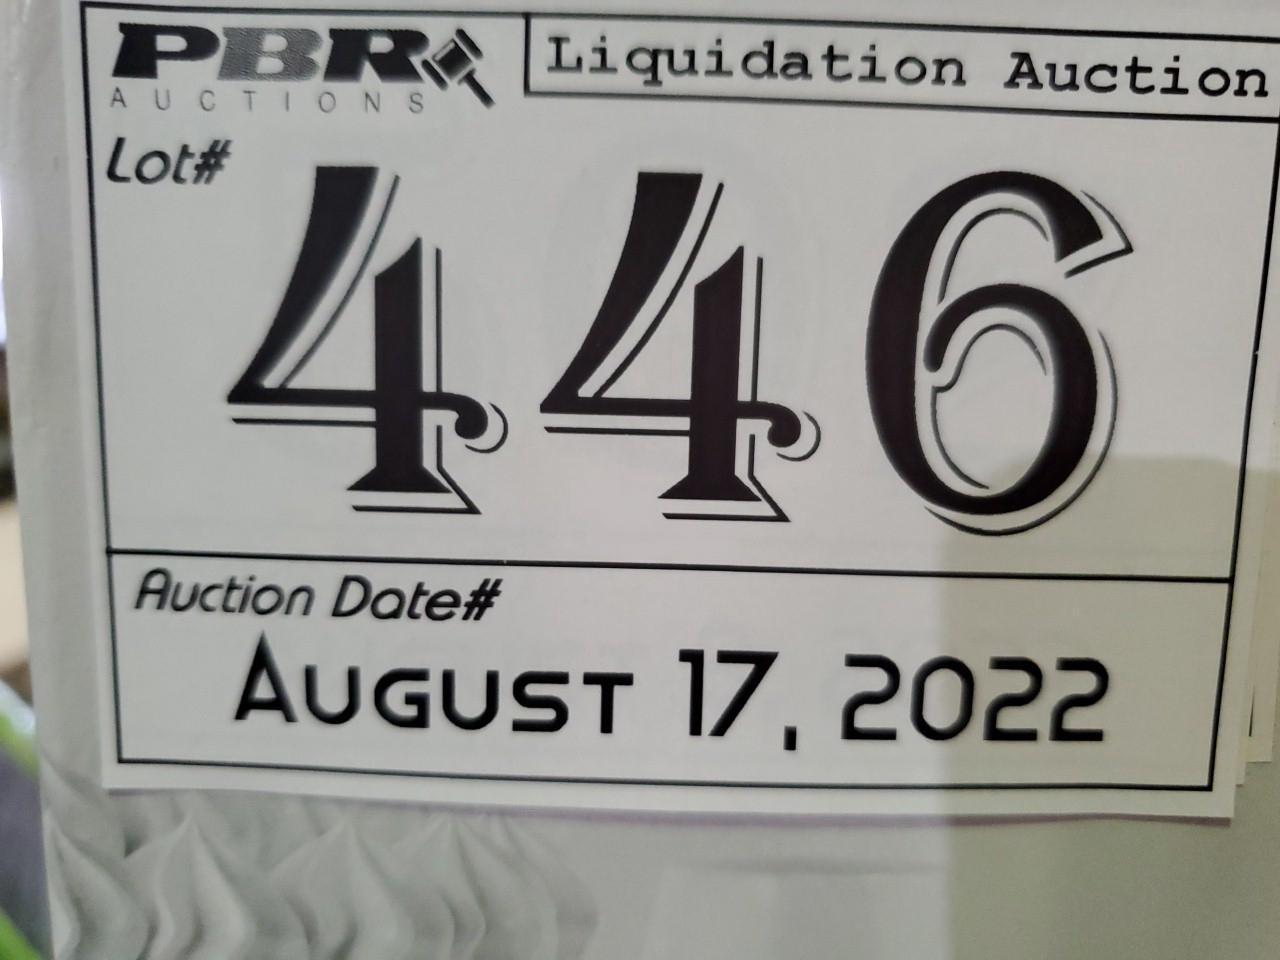 PBR
AUCTIONS
Liquidation Auction
Lot#
446
Auction Date#
August 17, 2022